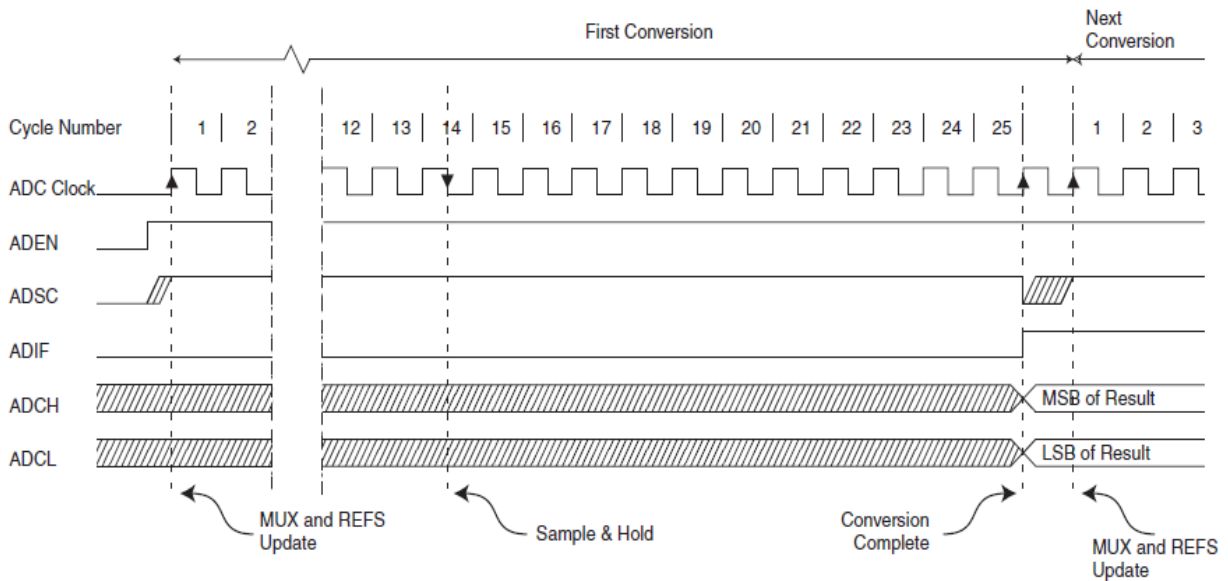 First Conversion
Next
Conversion
Cycle Number 1 2 12 13 14 15 16 17 18 19 20 21 22 23 24 25 1 2 3
ADC Clock
ADEN
ADSC
ADIF
ADCH MSB of Result
ADCL LSB of Result
MUX and REFS
Update
Sample & Hold
Conversion
Complete
MUX and REFS
Update